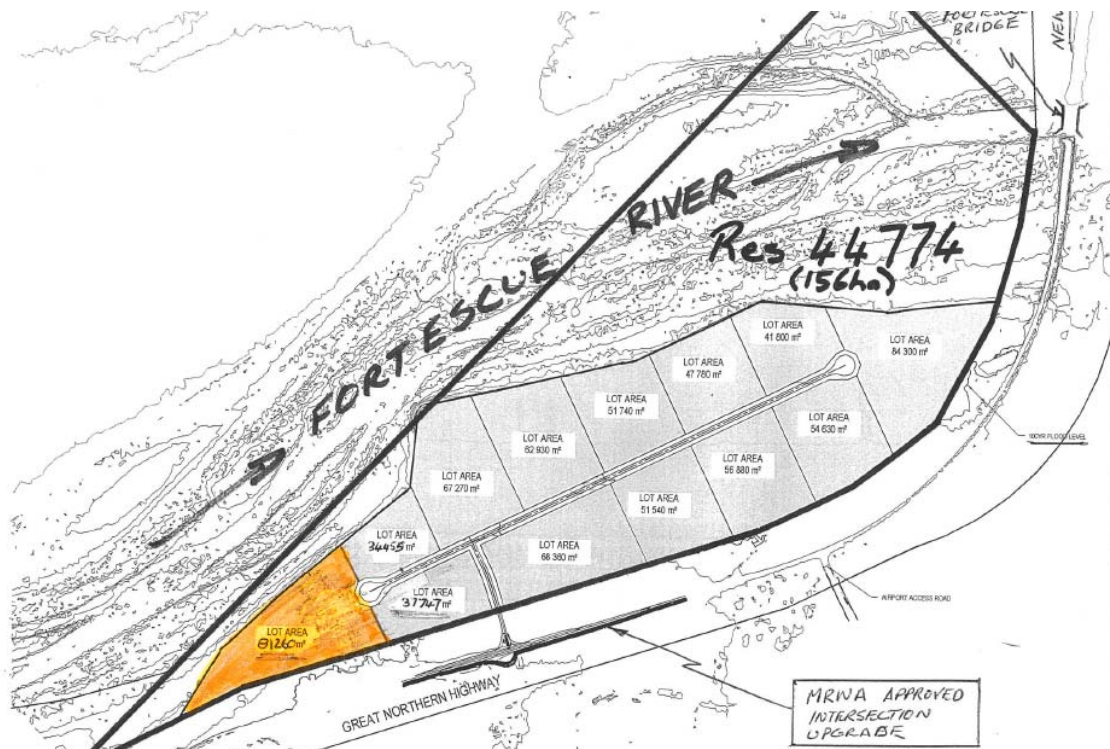 FORTESCUE
BRIDGE
RIVER
Res 44774
(156ha)
FORTESCUE
LOT AREA
41 800 m²
LOT AREA
84 300 m²
LOT AREA
47 780 m²
LOT AREA
51 740 m²
LOT AREA
54 630 m²
LOT AREA
62 930 m²
LOT AREA
56 880 m²
100YR FLOOD LEVEL
LOT AREA
67 270 m²
LOT AREA
51 540 m²
LOT AREA
34455 m²
LOT AREA
68 360 m²
LOT AREA
37747 m²
AIRPORT ACCESS ROAD
LOT AREA
81260 m²
GREAT NORTHERN HIGHWAY
MRWA APPROVED
INTERSECTION
UPGRADE